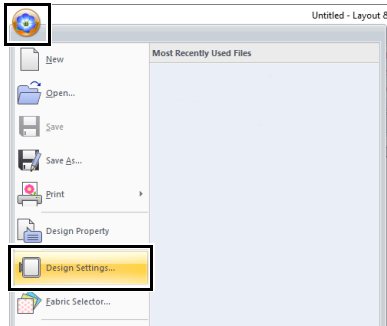 Untitled - Layout &
Most Recently Used Files
New
Open...
Save
Save As...
Print
Design Property
Design Settings...
Fabric Selector...